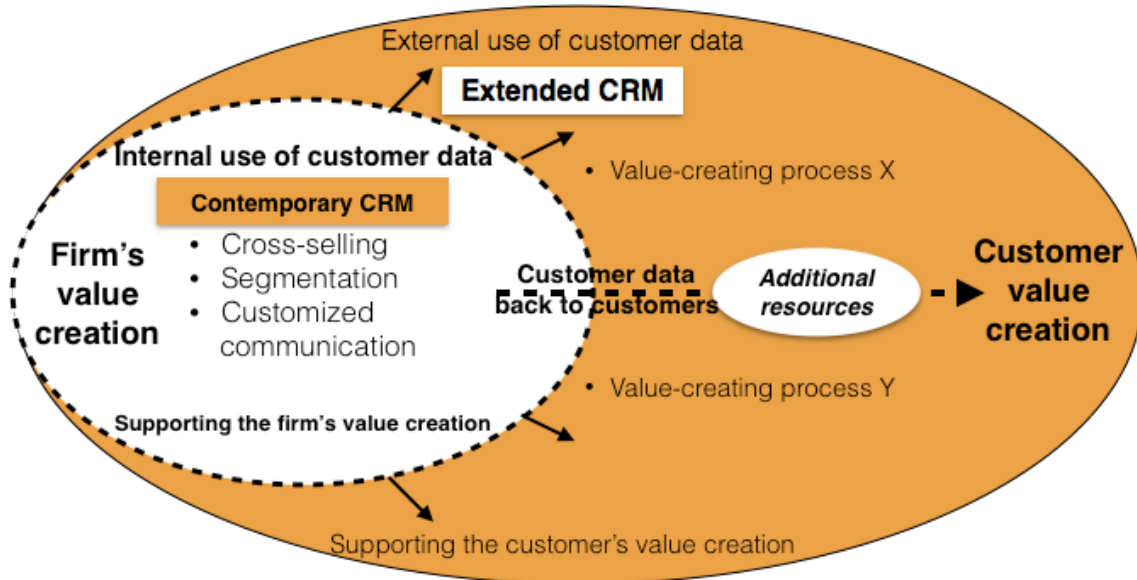 External use of customer data
Extended CRM
Internal use of customer data
Contemporary CRM
• Cross-selling
• Segmentation
• Customized
communication
Firm's
value
creation
Supporting the firm's value creation
• Value-creating process X
Customer data
back to customers
Additional
resources
Customer
value
creation
• Value-creating process Y
Supporting the customer's value creation